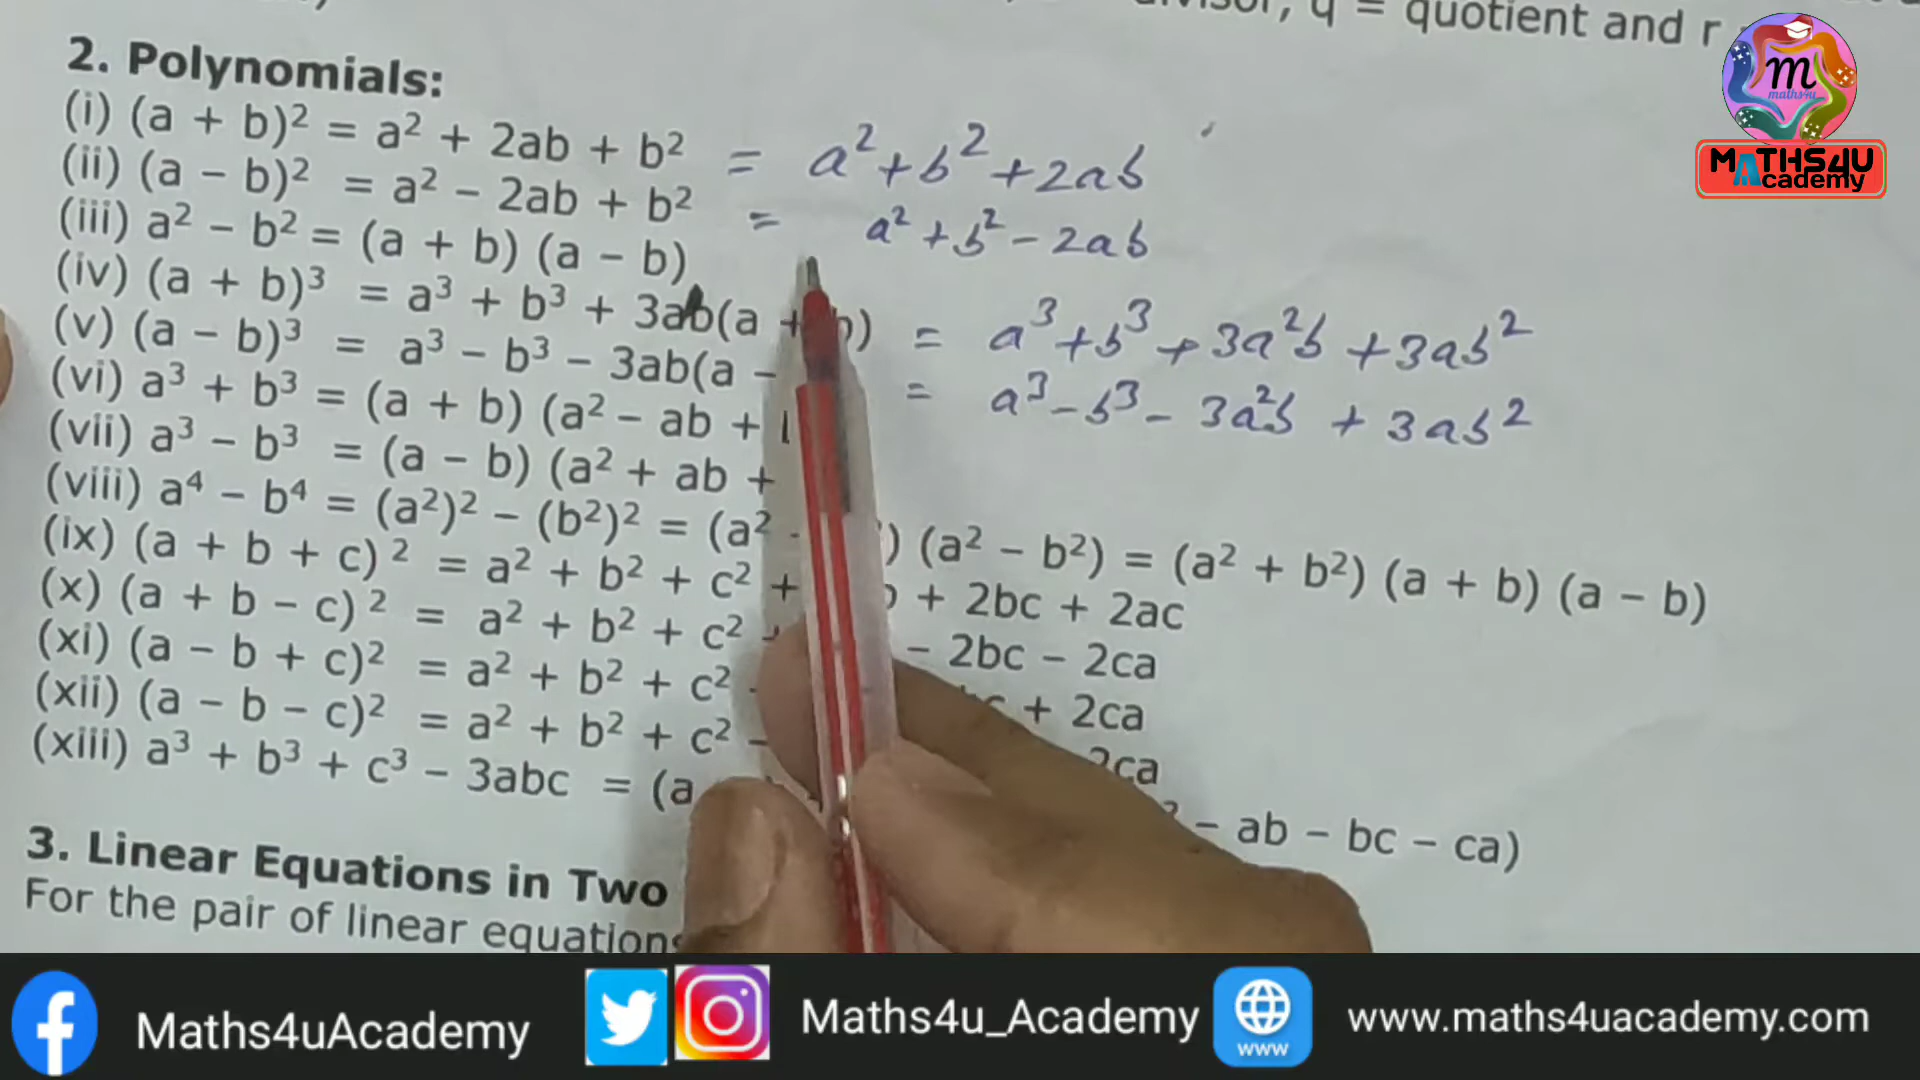 divisor, q = quotient and r
2. Polynomials:
(i) (a + b)² = a² + 2ab + b² = a² + b² + 2ab
(ii) (a – b)² = a² – 2ab + b² = a² + b² – 2ab
(iii) a² – b² = (a + b) (a – b)
(iv) (a + b)³ = a³ + b³ + 3ab(a + b) = a³ + b³ + 3a²b + 3ab²
(v) (a – b)³ = a³ – b³ – 3ab(a – = a³ – b³ – 3a²b + 3ab²
(vi) a³ + b³ = (a + b) (a² – ab +
(vii) a³ – b³ = (a – b) (a² + ab +
(viii) a⁴ – b⁴ = (a²)² – (b²)² = (a² ) (a² – b²) = (a² + b²) (a + b) (a – b)
(ix) (a + b + c) ² = a² + b² + c² + + 2bc + 2ac
(x) (a + b – c) ² = a² + b² + c² – 2bc – 2ca
(xi) (a – b + c)² = a² + b² + c² + 2ca
(xii) (a – b – c)² = a² + b² + c² – 2ca
(xiii) a³ + b³ + c³ – 3abc = (a – ab – bc – ca)
3. Linear Equations in Two
For the pair of linear equations
m
maths4u
MATHS4U
Academy
Maths4uAcademy
Maths4u_Academy
WWW
www.maths4uacademy.com